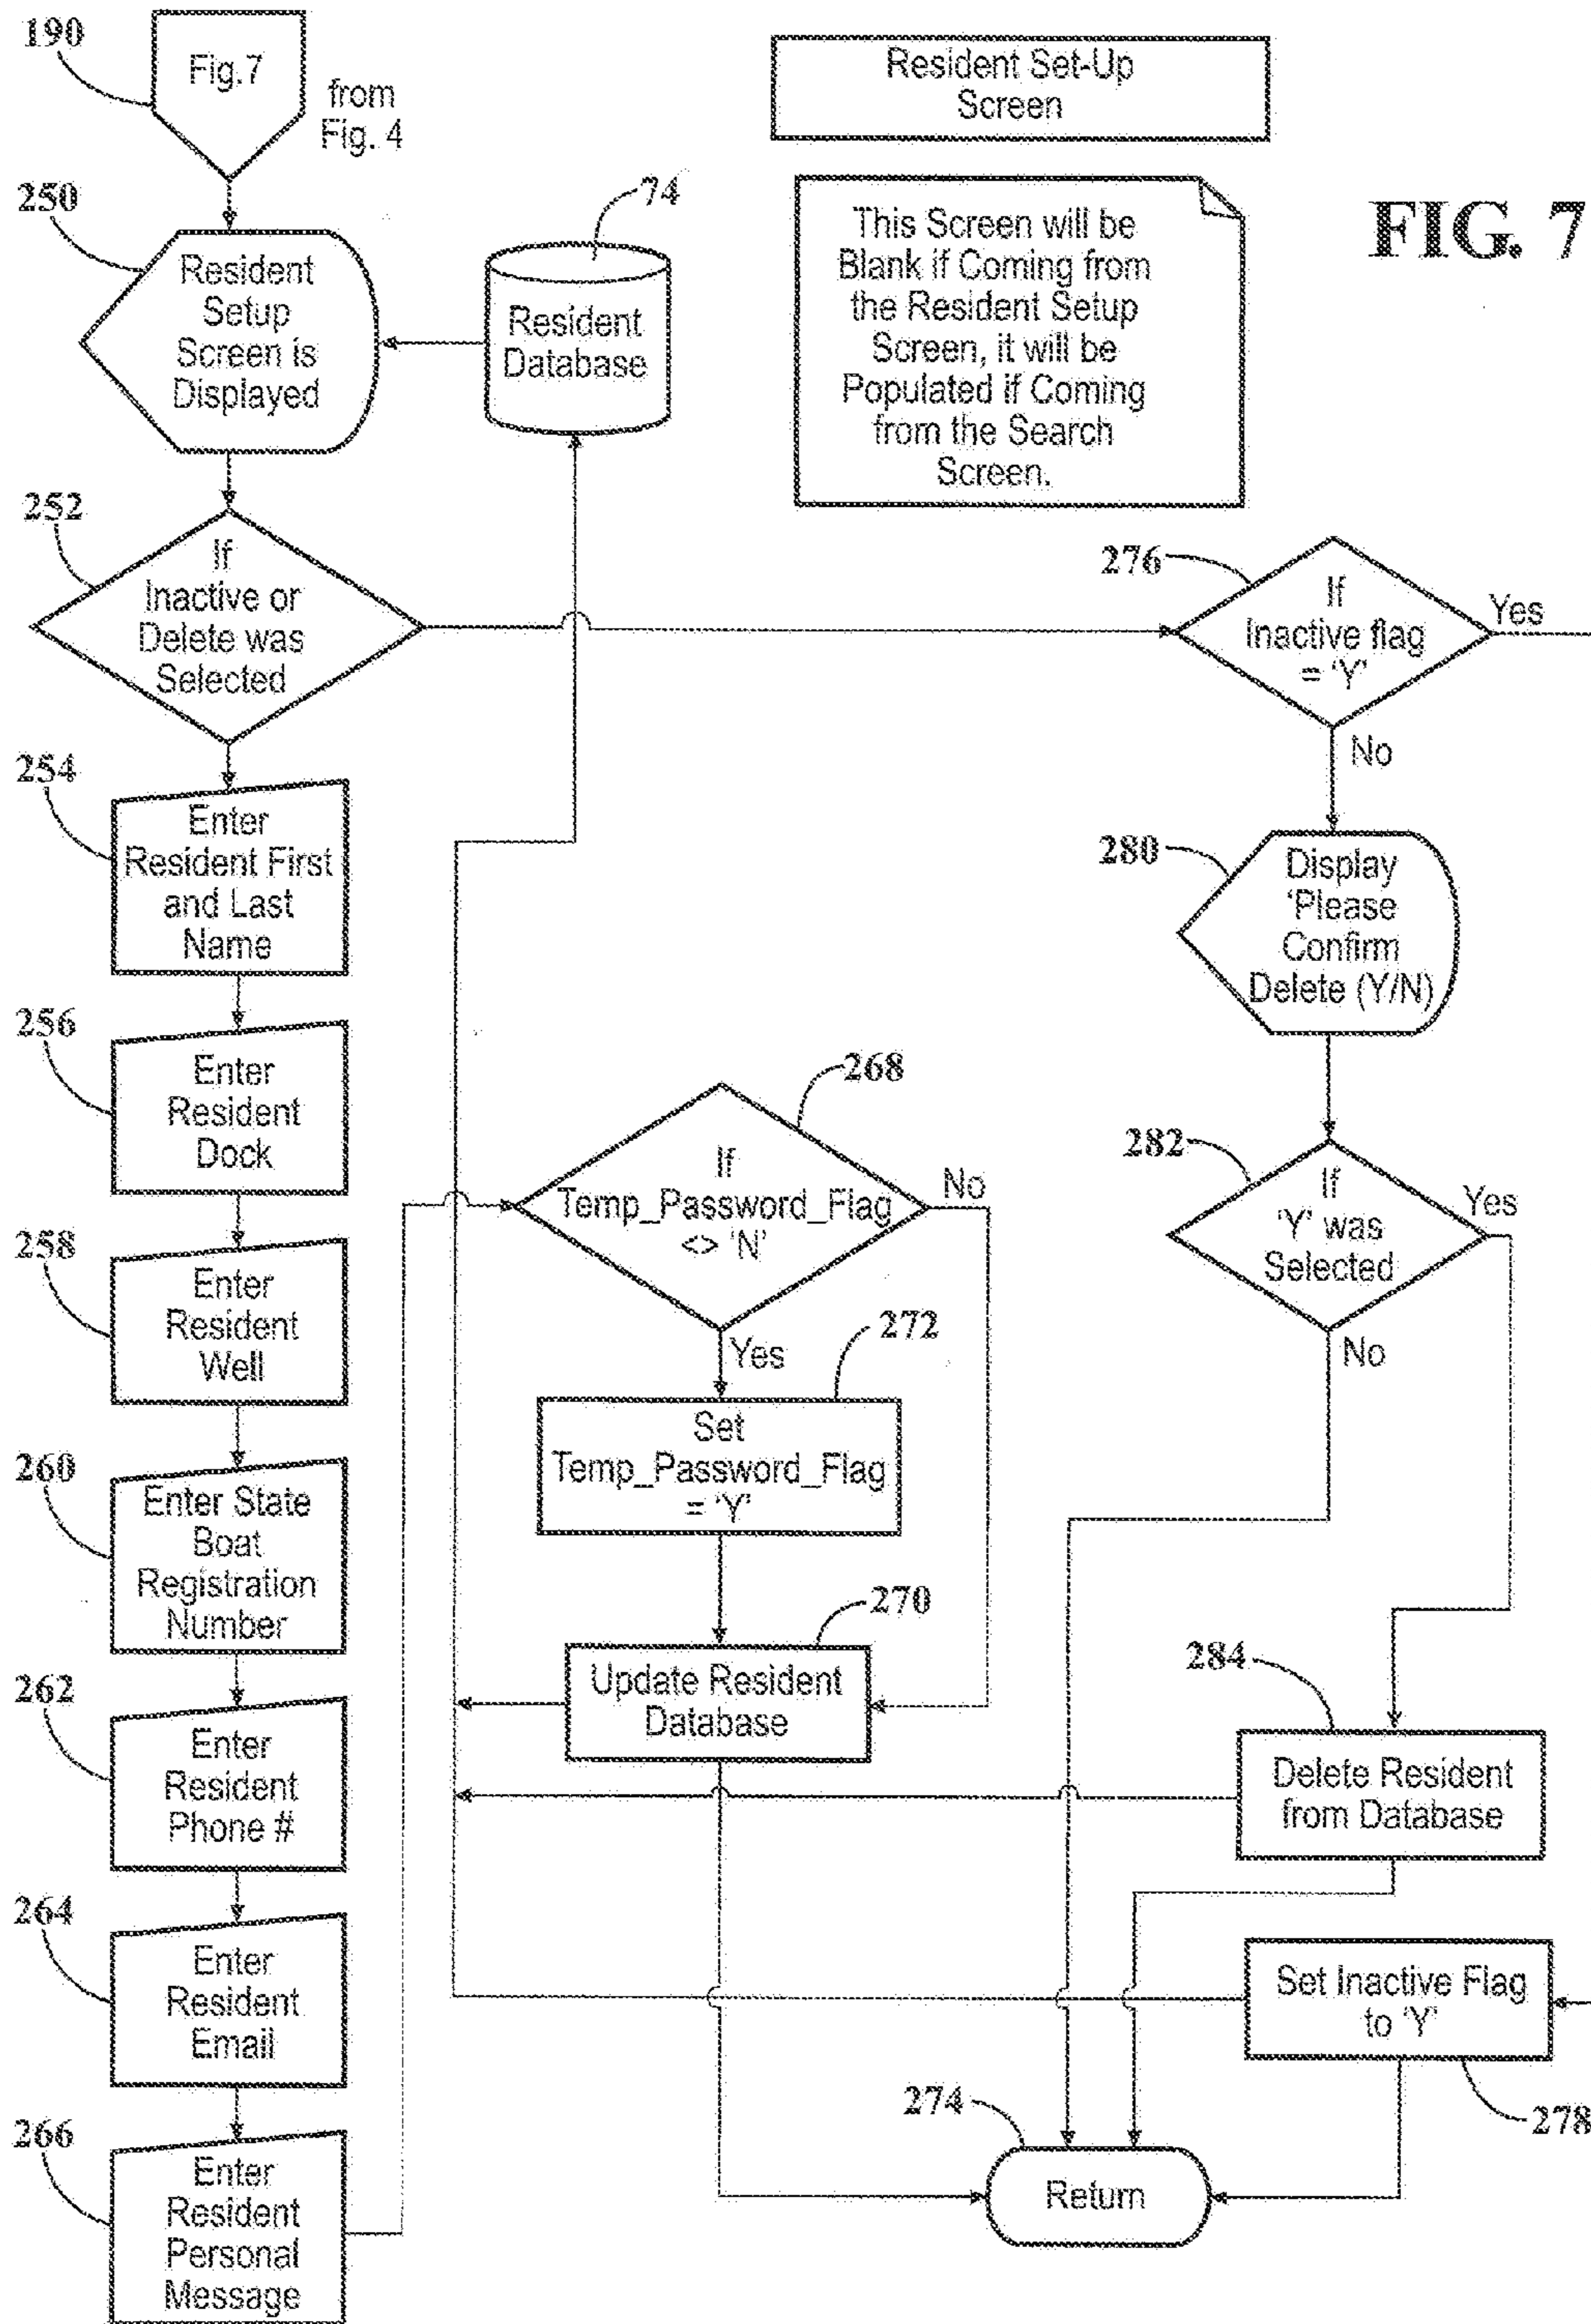 190
Fig.7
from
Fig. 4
Resident Set-Up
Screen
FIG. 7
This Screen will be
Blank if Coming from
the Resident Setup
Screen, it will be
Populated if Coming
from the Search
Screen.
250
Resident
Setup
Screen is
Displayed
74
Resident
Database
252
If
Inactive or
Delete was
Selected
276
If
Inactive flag
= ‘Y’
Yes
No
254
Enter
Resident First
and Last
Name
280
Display
‘Please
Confirm
Delete (Y/N)
256
Enter
Resident
Dock
268
If
Temp_Password_Flag
<> ‘N’
No
Yes
282
If
‘Y’ was
Selected
Yes
No
258
Enter
Resident
Well
272
Set
Temp_Password_Flag
= ‘Y’
260
Enter State
Boat
Registration
Number
270
Update Resident
Database
284
Delete Resident
from Database
262
Enter
Resident
Phone #
264
Enter
Resident
Email
Set Inactive Flag
to ‘Y’
278
266
Enter
Resident
Personal
Message
274
Return